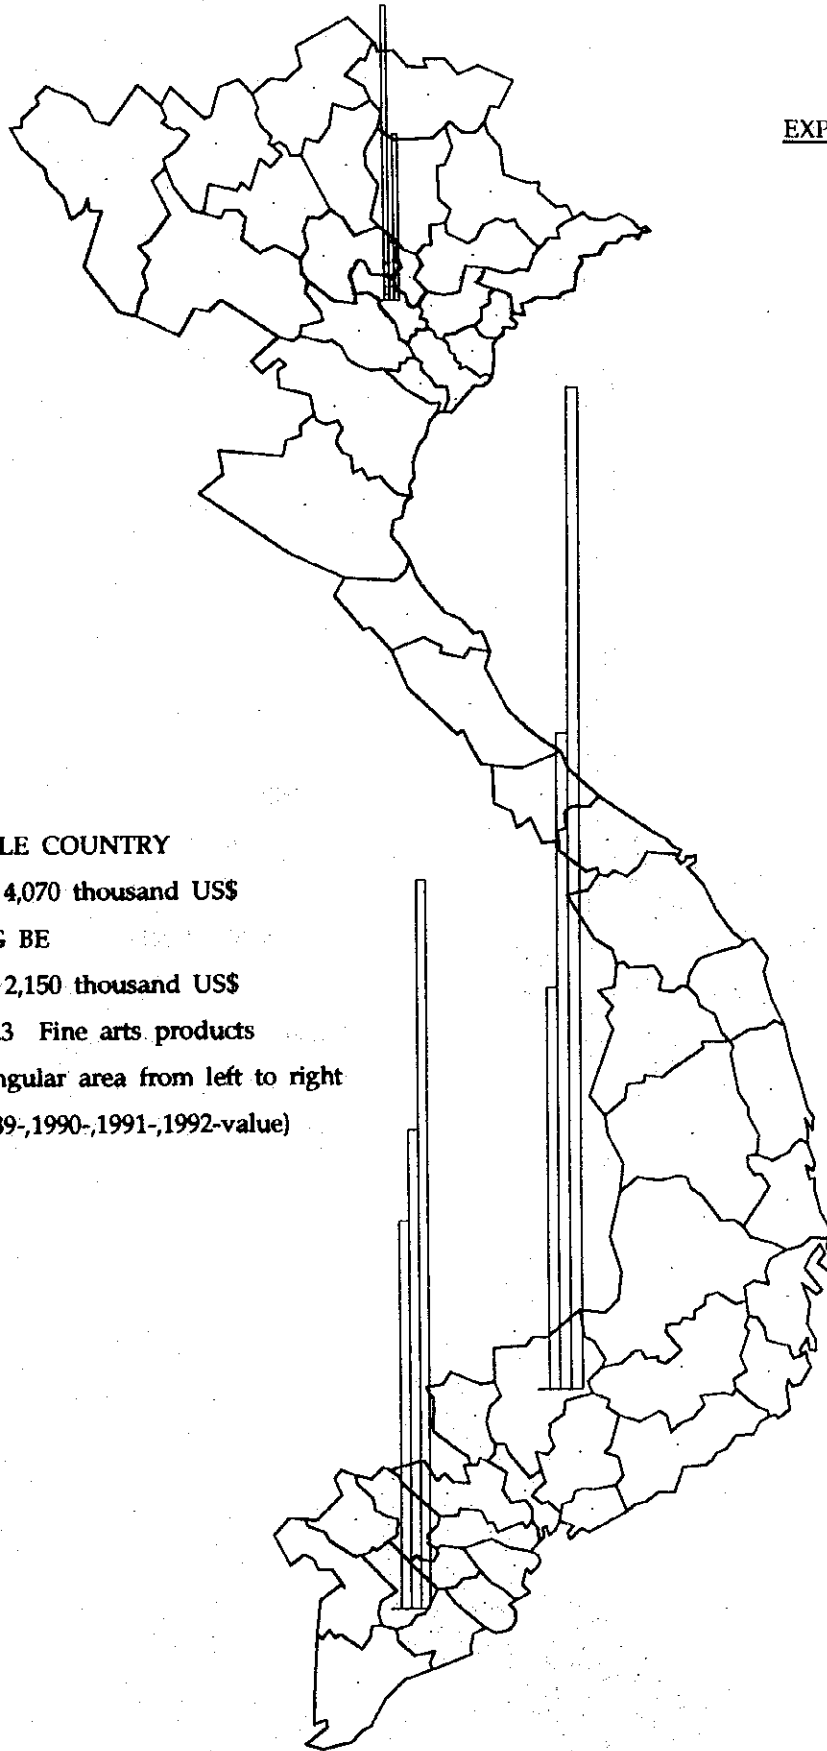 EXP
LE COUNTRY
4,070 thousand US$
G BE
2,150 thousand US$
.3 Fine arts products
ngular area from left to right
39-,1990-,1991-,1992-value)